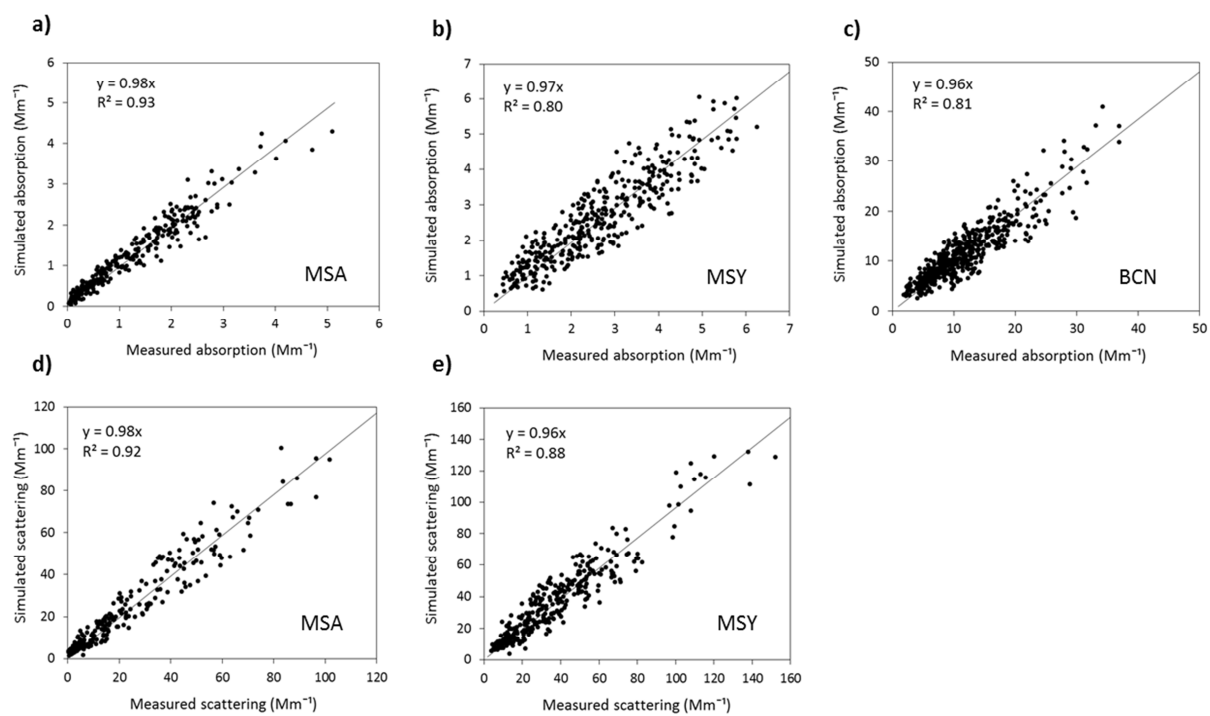 a)
y = 0.98x
R² = 0.93
MSA
Simulated absorption (Mm⁻¹)
6
5
4
3
2
1
0
0 1 2 3 4 5 6
Measured absorption (Mm⁻¹)
b)
y = 0.97x
R² = 0.80
MSY
Simulated absorption (Mm⁻¹)
7
6
5
4
3
2
1
0
0 1 2 3 4 5 6 7
Measured absorption (Mm⁻¹)
c)
y = 0.96x
R² = 0.81
BCN
Simulated absorption (Mm⁻¹)
50
40
30
20
10
0
0 10 20 30 40 50
Measured absorption (Mm⁻¹)
d)
y = 0.98x
R² = 0.92
MSA
Simulated scattering (Mm⁻¹)
120
100
80
60
40
20
0
0 20 40 60 80 100 120
Measured scattering (Mm⁻¹)
e)
y = 0.96x
R² = 0.88
MSY
Simulated scattering (Mm⁻¹)
160
140
120
100
80
60
40
20
0
0 20 40 60 80 100 120 140 160
Measured scattering (Mm⁻¹)